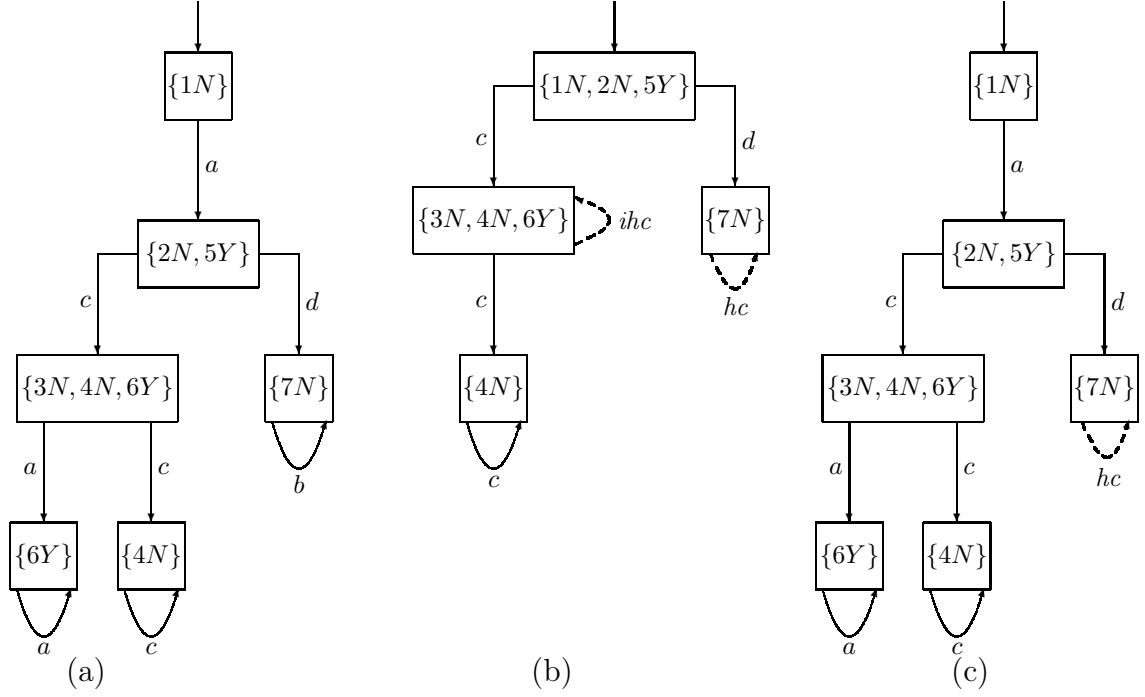 {1N}
a
{2N, 5Y}
c
d
{3N, 4N, 6Y}
{7N}
a
c
b
{6Y}
{4N}
a
c
(a)
{1N, 2N, 5Y}
c
d
{3N, 4N, 6Y}
ihc
{7N}
hc
c
{4N}
c
(b)
{1N}
a
{2N, 5Y}
c
d
{3N, 4N, 6Y}
{7N}
a
c
hc
{6Y}
{4N}
a
c
(c)